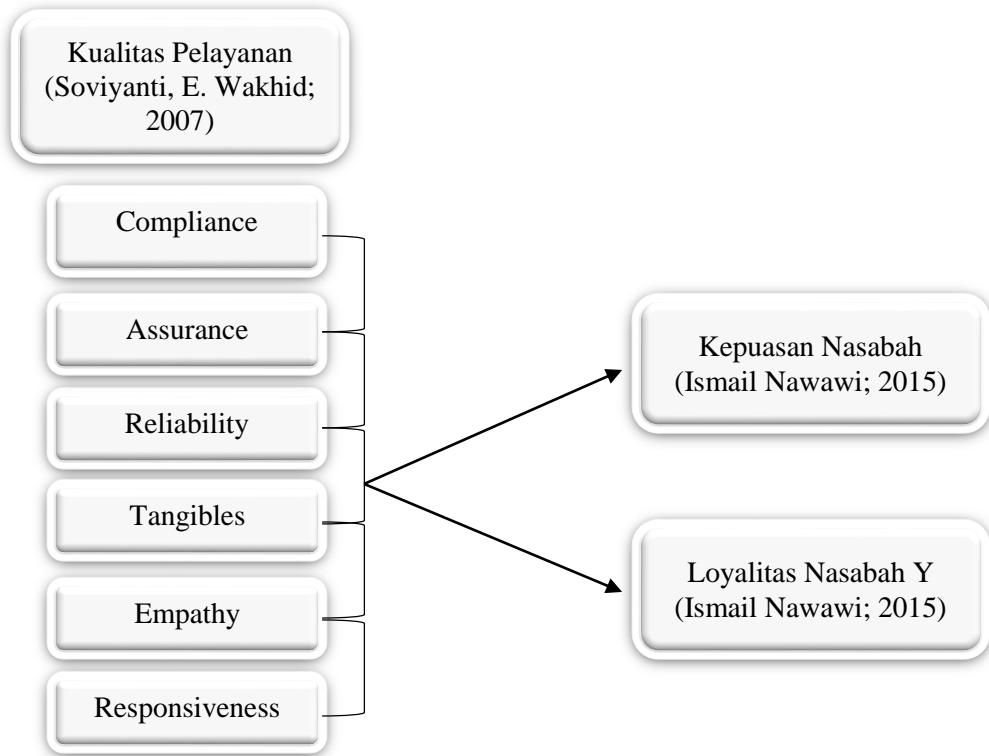 Kualitas Pelayanan
(Soviyanti, E. Wakhid;
2007)
Compliance
Assurance
Reliability
Tangibles
Empathy
Responsiveness
Kepuasan Nasabah
(Ismail Nawawi; 2015)
Loyalitas Nasabah Y
(Ismail Nawawi; 2015)